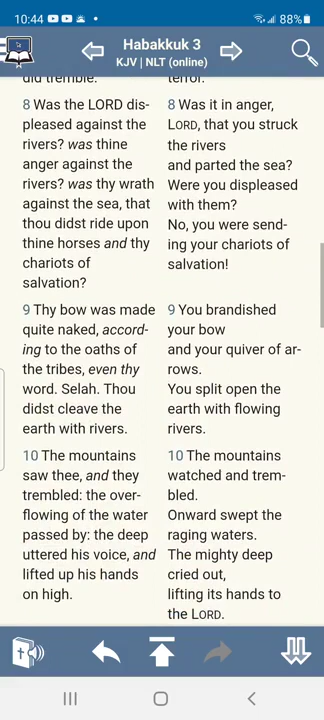 10:44
88%
Habakkuk 3
KJV | NLT (online)
did tremble.
8 Was the LORD dis-
pleased against the
rivers? was thine
anger against the
rivers? was thy wrath
against the sea, that
thou didst ride upon
thine horses and thy
chariots of
salvation?
9 Thy bow was made
quite naked, accord-
ing to the oaths of
the tribes, even thy
word. Selah. Thou
didst cleave the
earth with rivers.
10 The mountains
saw thee, and they
trembled: the over-
flowing of the water
passed by: the deep
uttered his voice, and
lifted up his hands
on high.
terror.
8 Was it in anger,
LORD, that you struck
the rivers
and parted the sea?
Were you displeased
with them?
No, you were send-
ing your chariots of
salvation!
9 You brandished
your bow
and your quiver of ar-
rows.
You split open the
earth with flowing
rivers.
10 The mountains
watched and trem-
bled.
Onward swept the
raging waters.
The mighty deep
cried out,
lifting its hands to
the LORD.